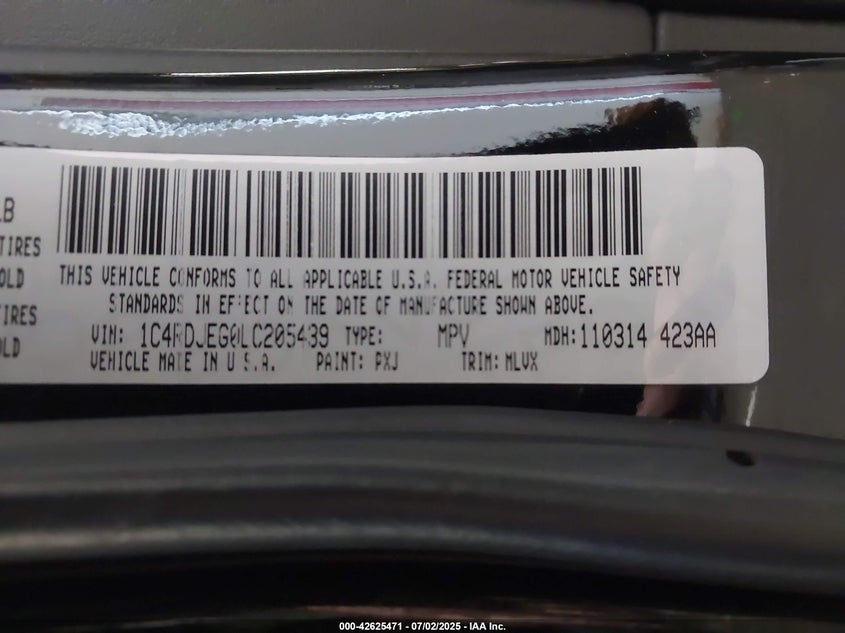 LB
TIRES
OLD
TIRES
OLD
THIS VEHICLE CONFORMS TO ALL APPLICABLE U.S.A. FEDERAL MOTOR VEHICLE SAFETY
STANDARDS IN EFFECT ON THE DATE OF MANUFACTURE SHOWN ABOVE.
VIN: 1C4RDJEG0LC205439 TYPE: MPV MDH:110314 423AA
VEHICLE MADE IN U.S.A. PAINT: PXJ TRIM: MLVX
000-42625471 - 07/02/2025 - IAA Inc.